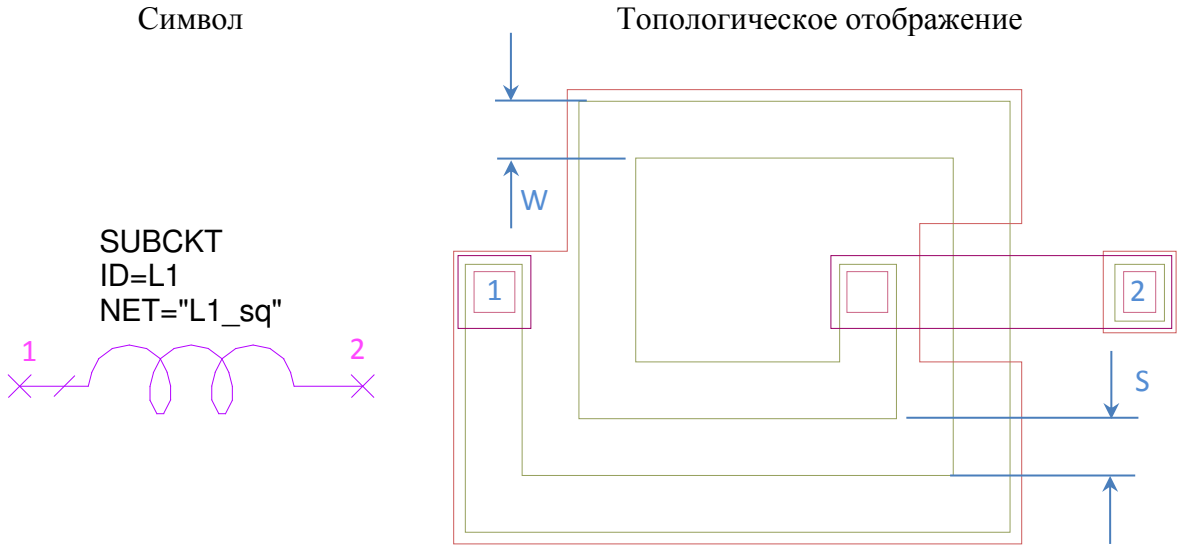 Символ
Топологическое отображение
W
SUBCKT
ID=L1
NET="L1_sq"
1
2
1
2
S